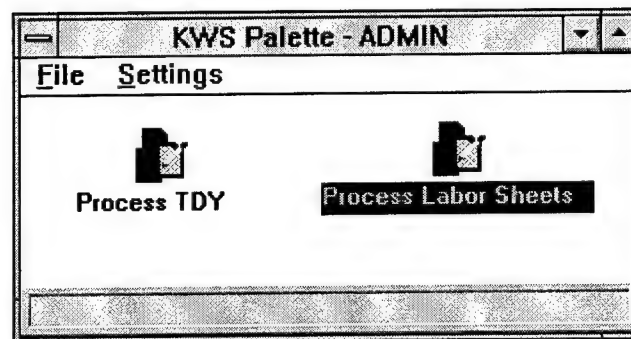 KWS Palette - ADMIN
File Settings
Process TDY
Process Labor Sheets